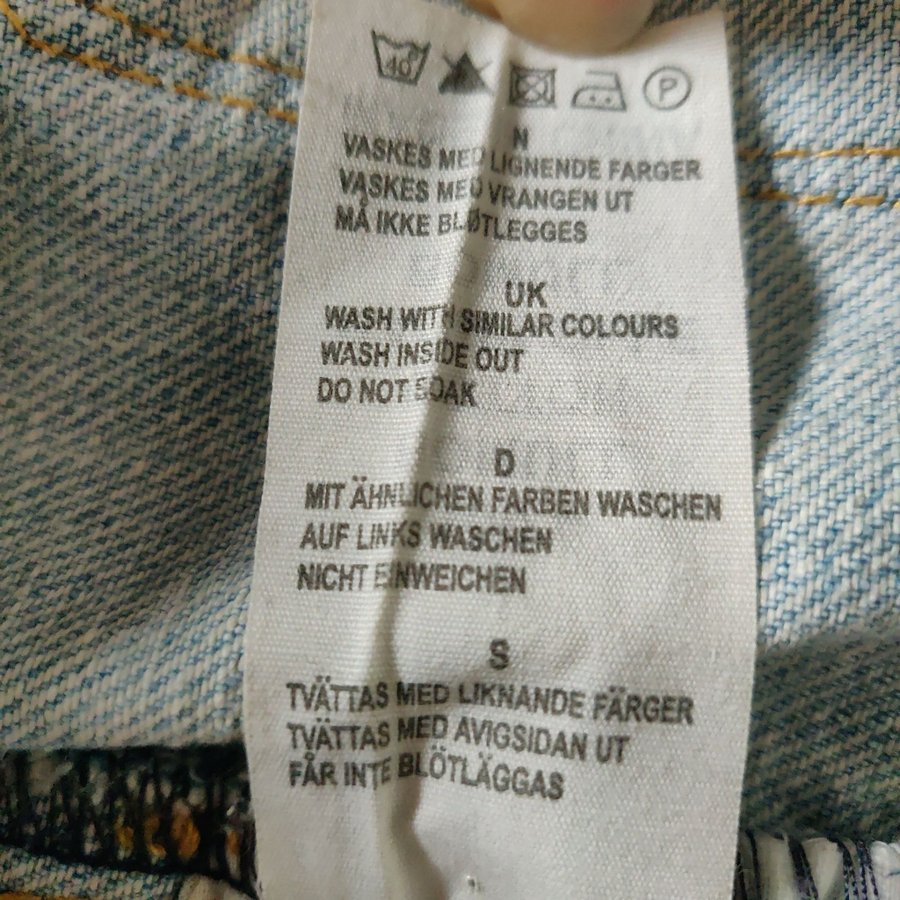 40 P
N
VASKES MED LIGNENDE FARGER
VASKES MED VRANGEN UT
MÅ IKKE BLØTLEGGES
UK
WASH WITH SIMILAR COLOURS
WASH INSIDE OUT
DO NOT SOAK
D
MIT ÄHNLICHEN FARBEN WASCHEN
AUF LINKS WASCHEN
NICHT EINWEICHEN
S
TVÄTTAS MED LIKNANDE FÄRGER
TVÄTTAS MED AVIGSIDAN UT
FÅR INTE BLÖTLÄGGAS